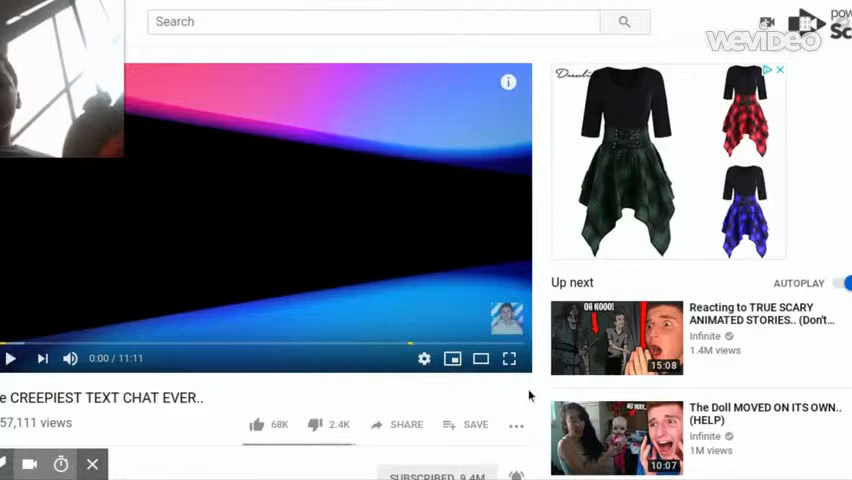 Search
powe
Sc
WEVIDEO
0:00 / 11:11
e CREEPIEST TEXT CHAT EVER..
57,111 views
68K
2.4K
SHARE
SAVE
SUBSCRIBED 9.4M
Up next
AUTOPLAY
OH NOOO!
15:08
Reacting to TRUE SCARY
ANIMATED STORIES.. (Don't...
Infinite
1.4M views
NO WAY..
10:07
The Doll MOVED ON ITS OWN..
(HELP)
Infinite
1M views